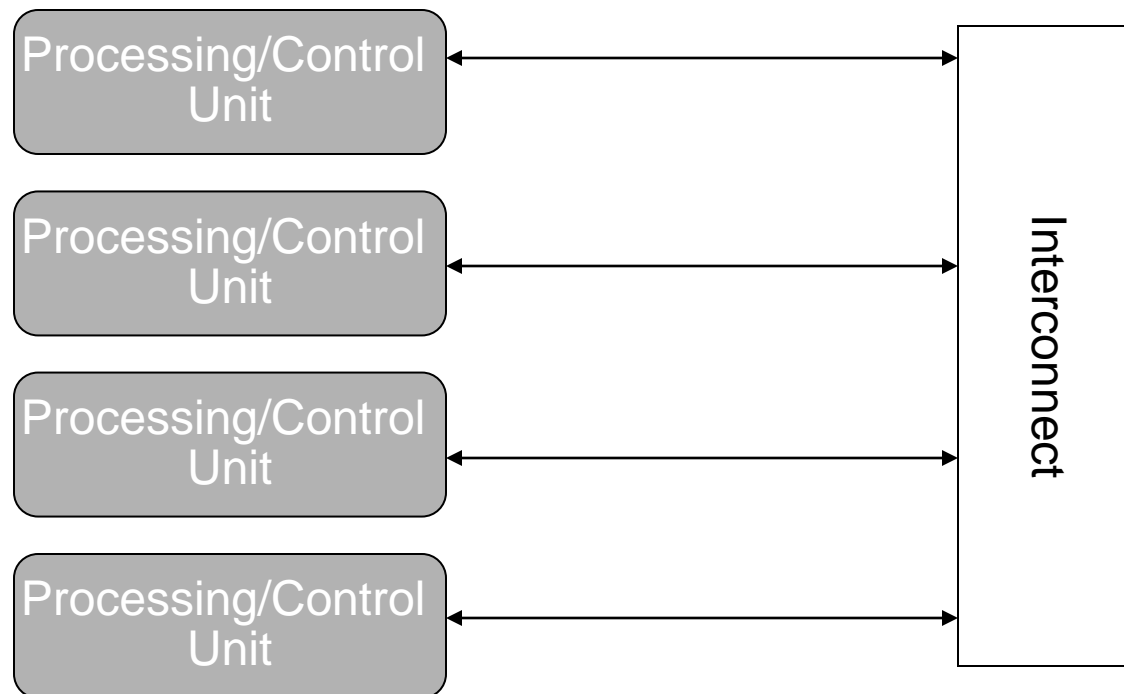 Processing/Control
Unit
Processing/Control
Unit
Processing/Control
Unit
Processing/Control
Unit
Interconnect